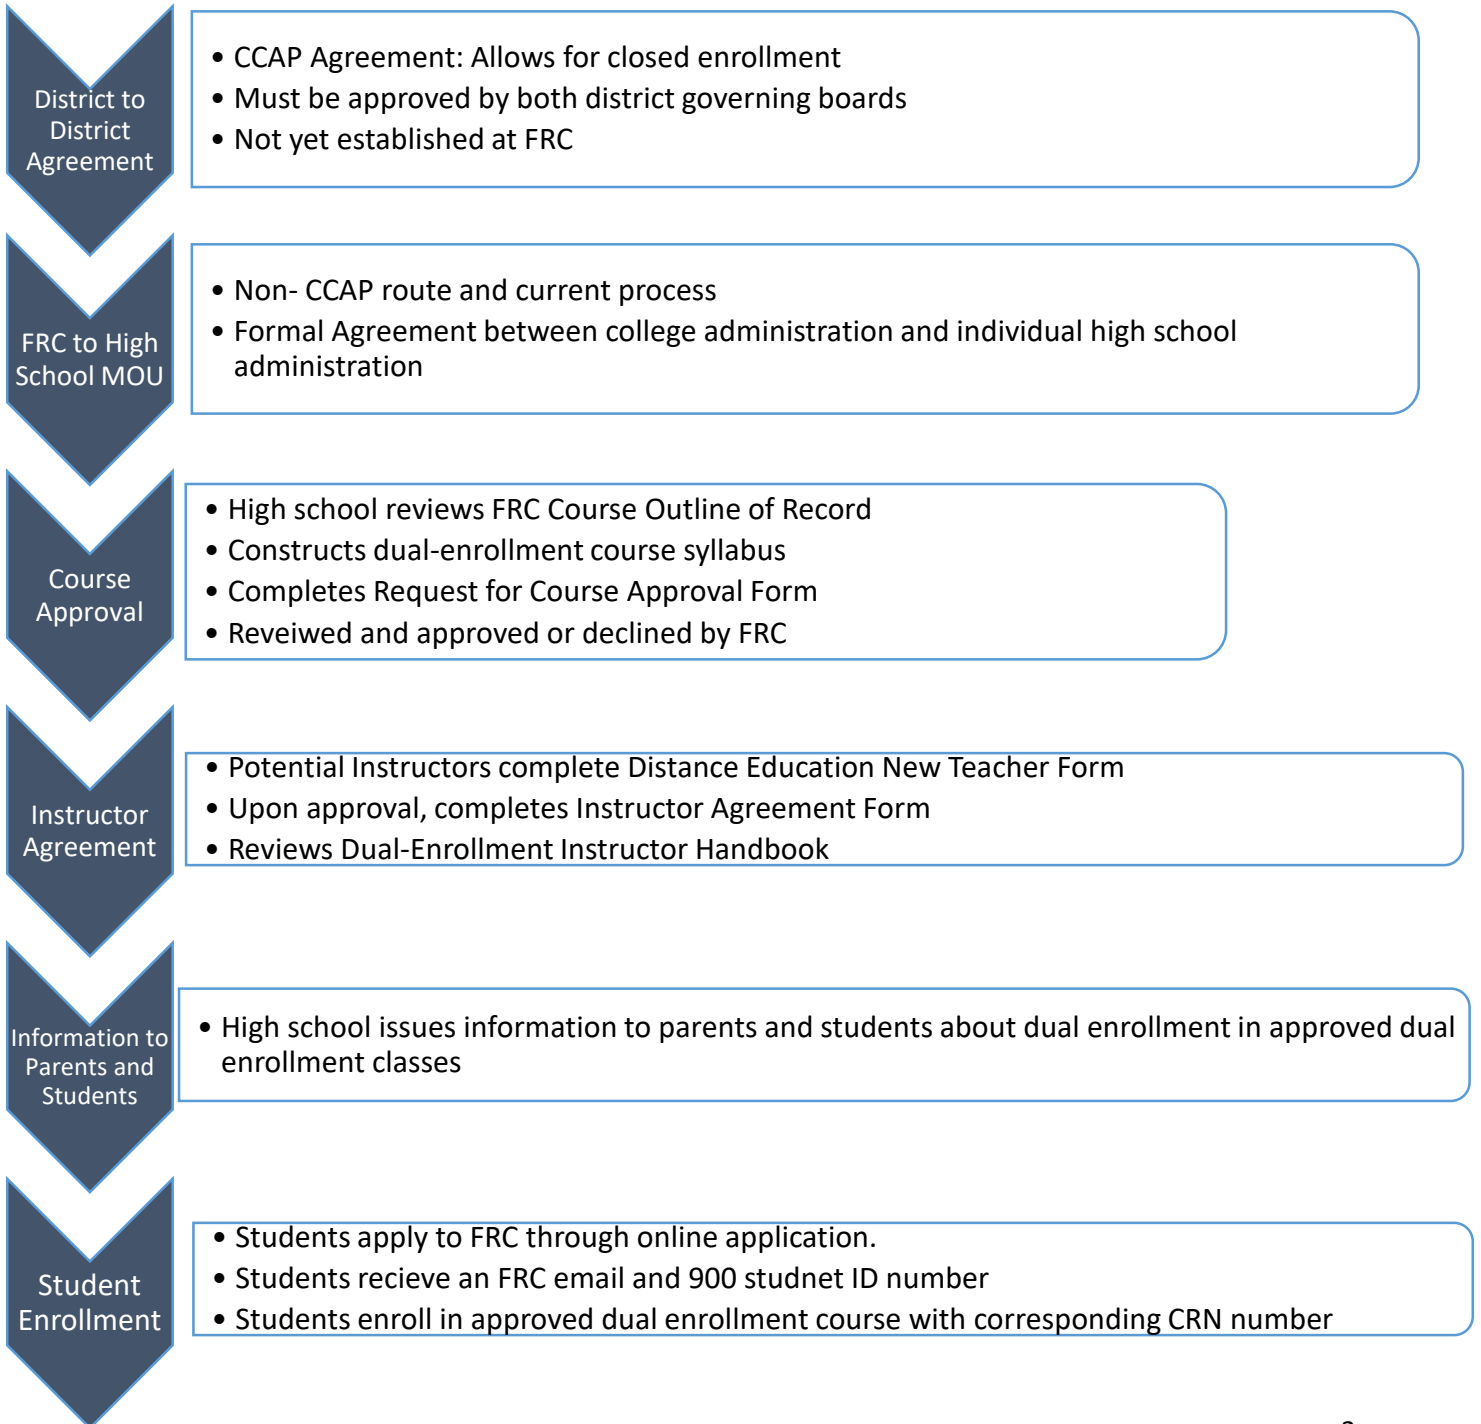 District to
District
Agreement
• CCAP Agreement: Allows for closed enrollment
• Must be approved by both district governing boards
• Not yet established at FRC
FRC to High
School MOU
• Non- CCAP route and current process
• Formal Agreement between college administration and individual high school
administration
Course
Approval
• High school reviews FRC Course Outline of Record
• Constructs dual-enrollment course syllabus
• Completes Request for Course Approval Form
• Reveiwed and approved or declined by FRC
Instructor
Agreement
• Potential Instructors complete Distance Education New Teacher Form
• Upon approval, completes Instructor Agreement Form
• Reviews Dual-Enrollment Instructor Handbook
Information to
Parents and
Students
• High school issues information to parents and students about dual enrollment in approved dual
enrollment classes
Student
Enrollment
• Students apply to FRC through online application.
• Students recieve an FRC email and 900 studnet ID number
• Students enroll in approved dual enrollment course with corresponding CRN number